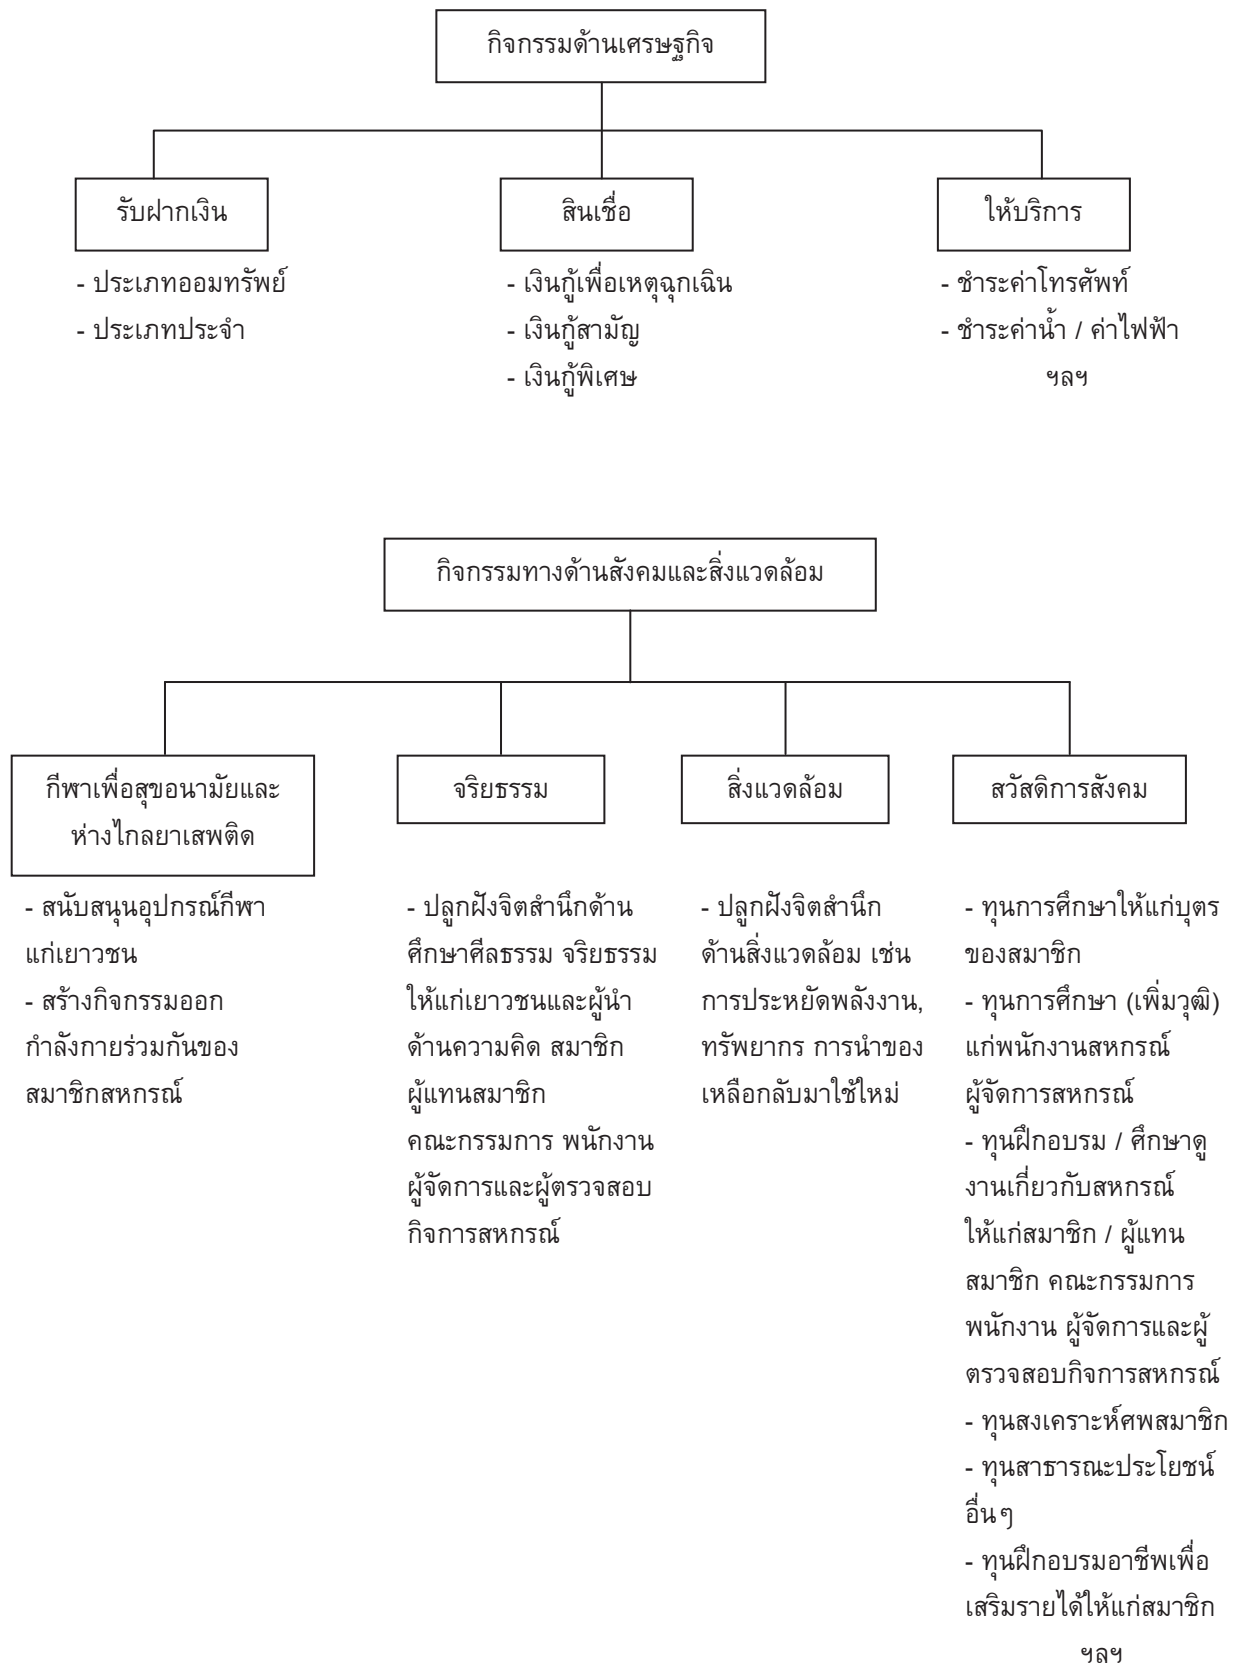 กิจกรรมด้านเศรษฐกิจ
รับฝากเงิน
- ประเภทออมทรัพย์
- ประเภทประจำ
สินเชื่อ
- เงินกู้เพื่อเหตุฉุกเฉิน
- เงินกู้สามัญ
- เงินกู้พิเศษ
ให้บริการ
- ชำระค่าโทรศัพท์
- ชำระค่าน้ำ / ค่าไฟฟ้า
ฯลฯ
กิจกรรมทางด้านสังคมและสิ่งแวดล้อม
กีฬาเพื่อสุขอนามัยและ
ห่างไกลยาเสพติด
- สนับสนุนอุปกรณ์กีฬา
แก่เยาวชน
- สร้างกิจกรรมออก
กำลังกายร่วมกันของ
สมาชิกสหกรณ์
จริยธรรม
- ปลูกฝังจิตสำนึกด้าน
ศึกษาศีลธรรม จริยธรรม
ให้แก่เยาวชนและผู้นำ
ด้านความคิด สมาชิก
ผู้แทนสมาชิก
คณะกรรมการ พนักงาน
ผู้จัดการและผู้ตรวจสอบ
กิจการสหกรณ์
สิ่งแวดล้อม
- ปลูกฝังจิตสำนึก
ด้านสิ่งแวดล้อม เช่น
การประหยัดพลังงาน,
ทรัพยากร การนำของ
เหลือกลับมาใช้ใหม่
สวัสดิการสังคม
- ทุนการศึกษาให้แก่บุตร
ของสมาชิก
- ทุนการศึกษา (เพิ่มวุฒิ)
แก่พนักงานสหกรณ์
ผู้จัดการสหกรณ์
- ทุนฝึกอบรม / ศึกษาดู
งานเกี่ยวกับสหกรณ์
ให้แก่สมาชิก / ผู้แทน
สมาชิก คณะกรรมการ
พนักงาน ผู้จัดการและผู้
ตรวจสอบกิจการสหกรณ์
- ทุนสงเคราะห์ศพสมาชิก
- ทุนสาธารณะประโยชน์
อื่นๆ
- ทุนฝึกอบรมอาชีพเพื่อ
เสริมรายได้ให้แก่สมาชิก
ฯลฯ